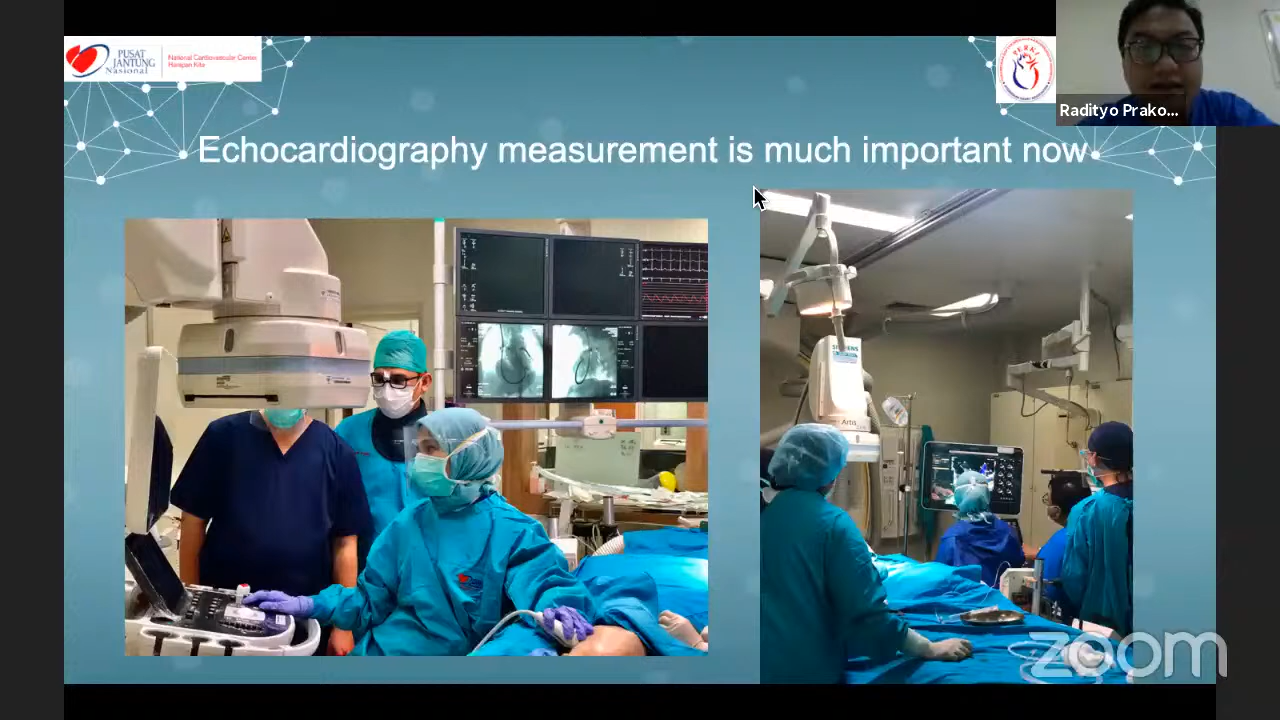 PUSAT
JANTUNG
Nasional
National Cardiovascular Center
Harapan Kita
PERKI
Radityo Prako...
Echocardiography measurement is much important now
SIEMENS
Artis
zoom